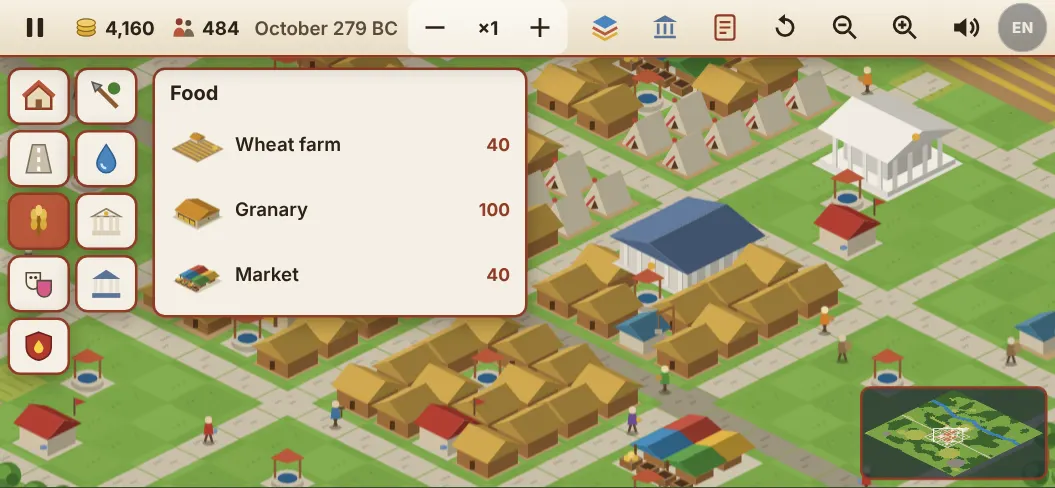 4,160
484
October 279 BC
×1
EN
Food
Wheat farm 40
Granary 100
Market 40